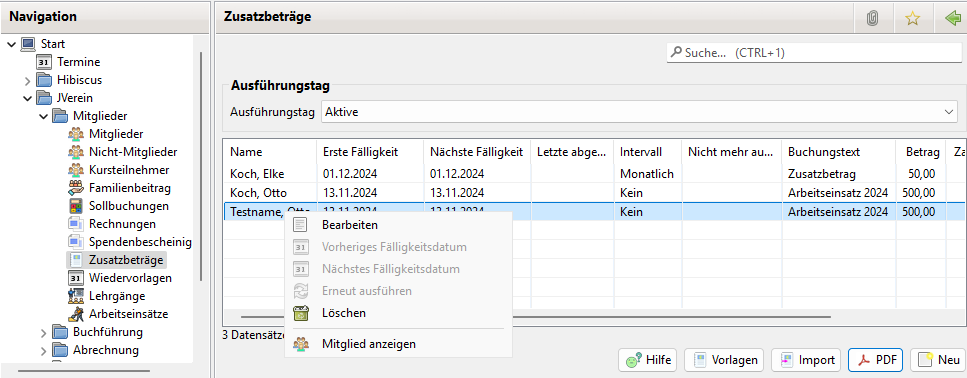 Navigation
Start
31 Termine
Hibiscus
JVerein
Mitglieder
Mitglieder
Nicht-Mitglieder
Kursteilnehmer
Familienbeitrag
Sollbuchungen
Rechnungen
Spendenbescheinig
Zusatzbeträge
31 Wiedervorlagen
Lehrgänge
Arbeitseinsätze
Buchführung
Abrechnung
Zusatzbeträge
Suche... (CTRL+1)
Ausführungstag
Ausführungstag Aktive
Name Erste Fälligkeit Nächste Fälligkeit Letzte abge... Intervall Nicht mehr au... Buchungstext Betrag Za
Koch, Elke 01.12.2024 01.12.2024 Monatlich Zusatzbetrag 50,00
Koch, Otto 13.11.2024 13.11.2024 Kein Arbeitseinsatz 2024 500,00
Testname, Otto 13.11.2024 13.11.2024 Kein Arbeitseinsatz 2024 500,00
Bearbeiten
31 Vorheriges Fälligkeitsdatum
31 Nächstes Fälligkeitsdatum
Erneut ausführen
Löschen
Mitglied anzeigen
3 Datensätze
Hilfe Vorlagen Import PDF Neu